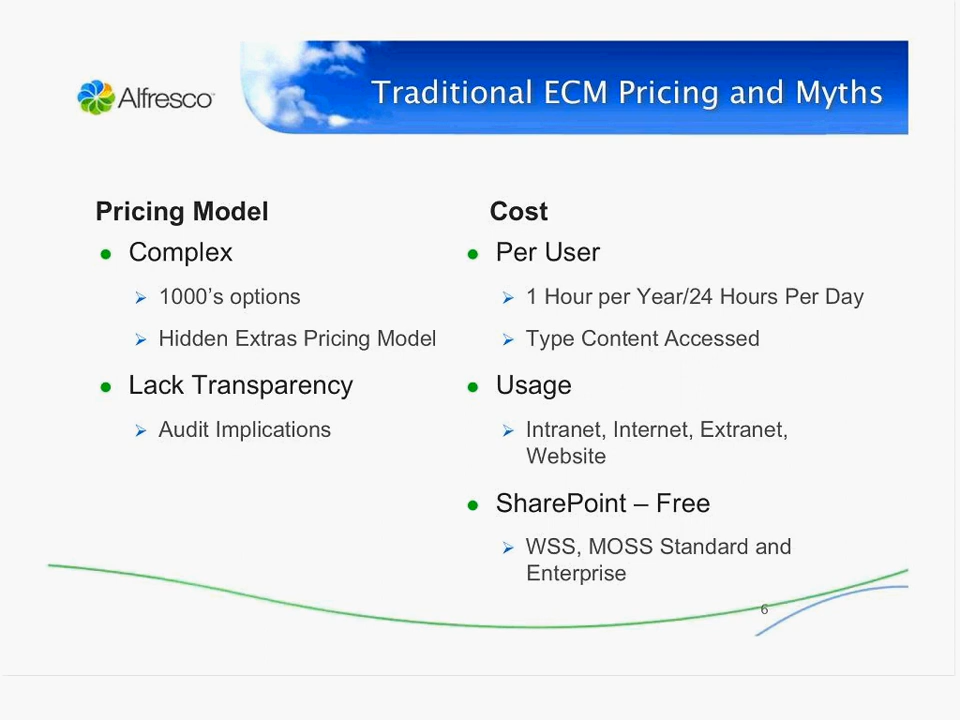 Alfresco
Traditional ECM Pricing and Myths
Pricing Model
Complex
1000's options
Hidden Extras Pricing Model
Lack Transparency
Audit Implications
Cost
Per User
1 Hour per Year/24 Hours Per Day
Type Content Accessed
Usage
Intranet, Internet, Extranet,
Website
SharePoint – Free
WSS, MOSS Standard and
Enterprise
6